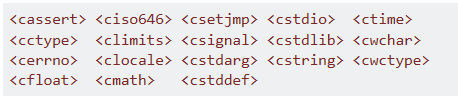 <cassert> <ciso646> <csetjmp> <cstdio> <ctime>
<cctype> <climits> <csignal> <cstdlib> <cwchar>
<cerrno> <clocale> <cstdarg> <cstring> <cwctype>
<cfloat> <cmath> <cstddef>